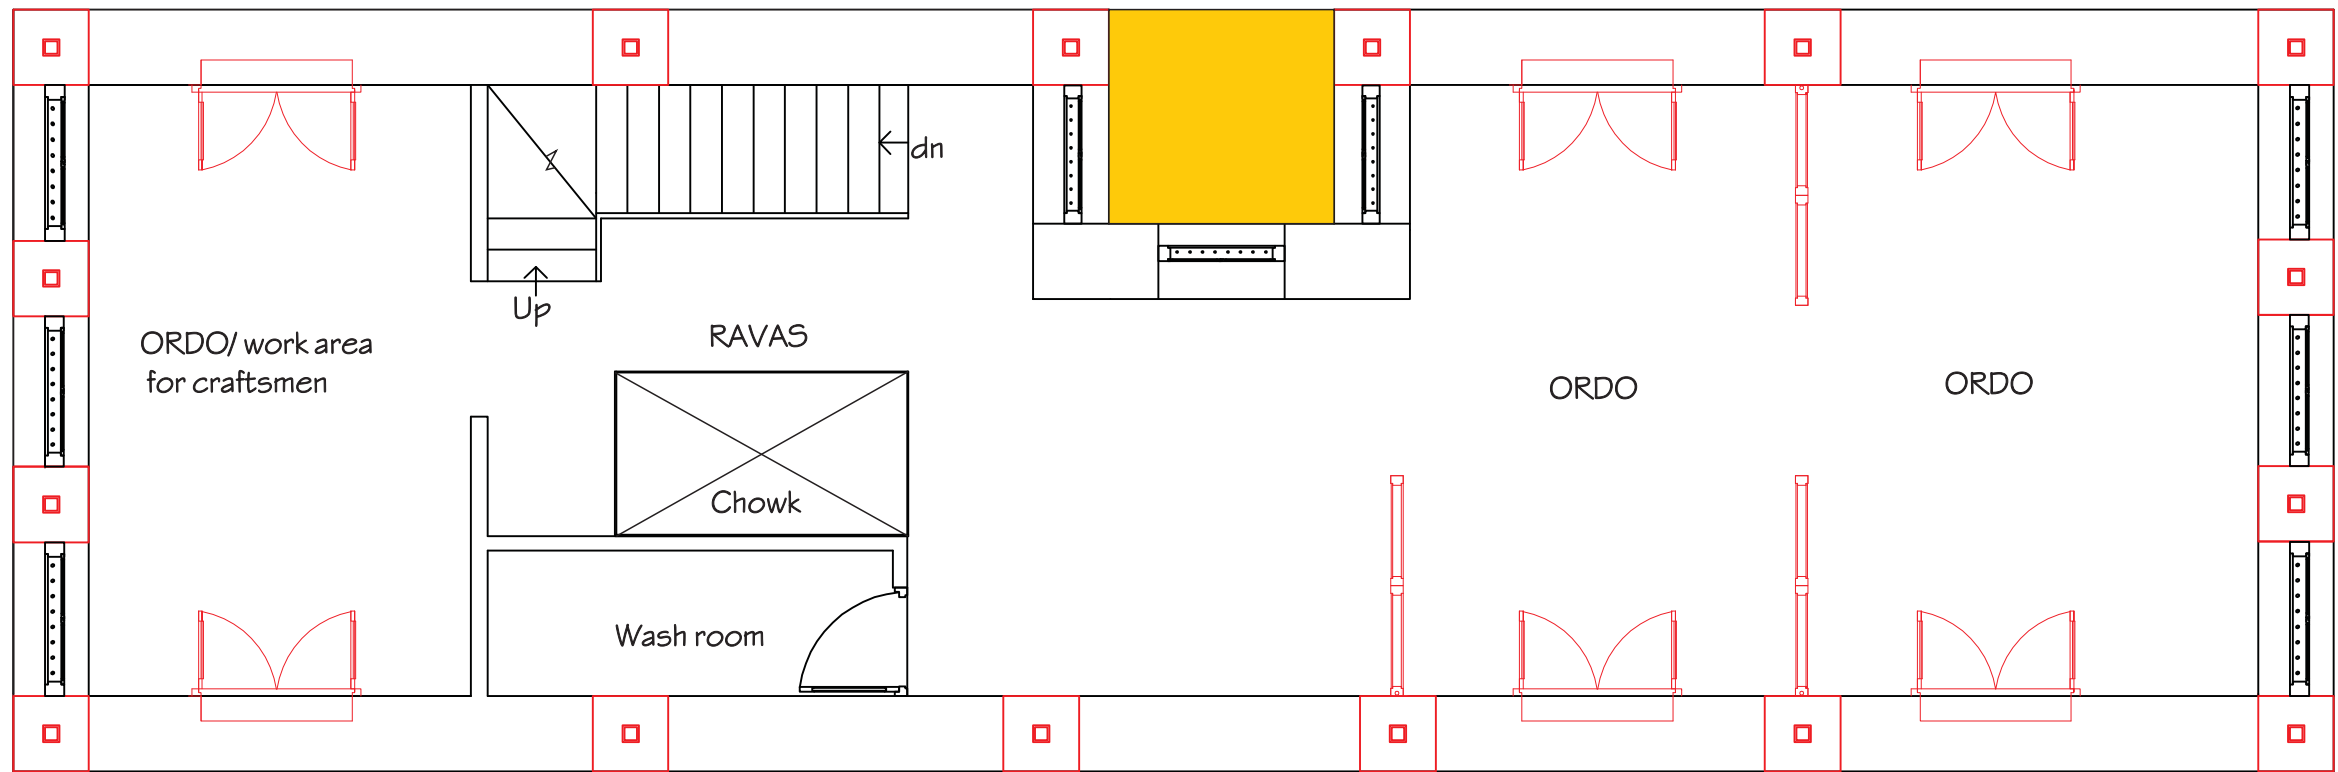 dn
Up
RAVAS
ORDO/ work area
for craftsmen
ORDO
ORDO
Chowk
Wash room